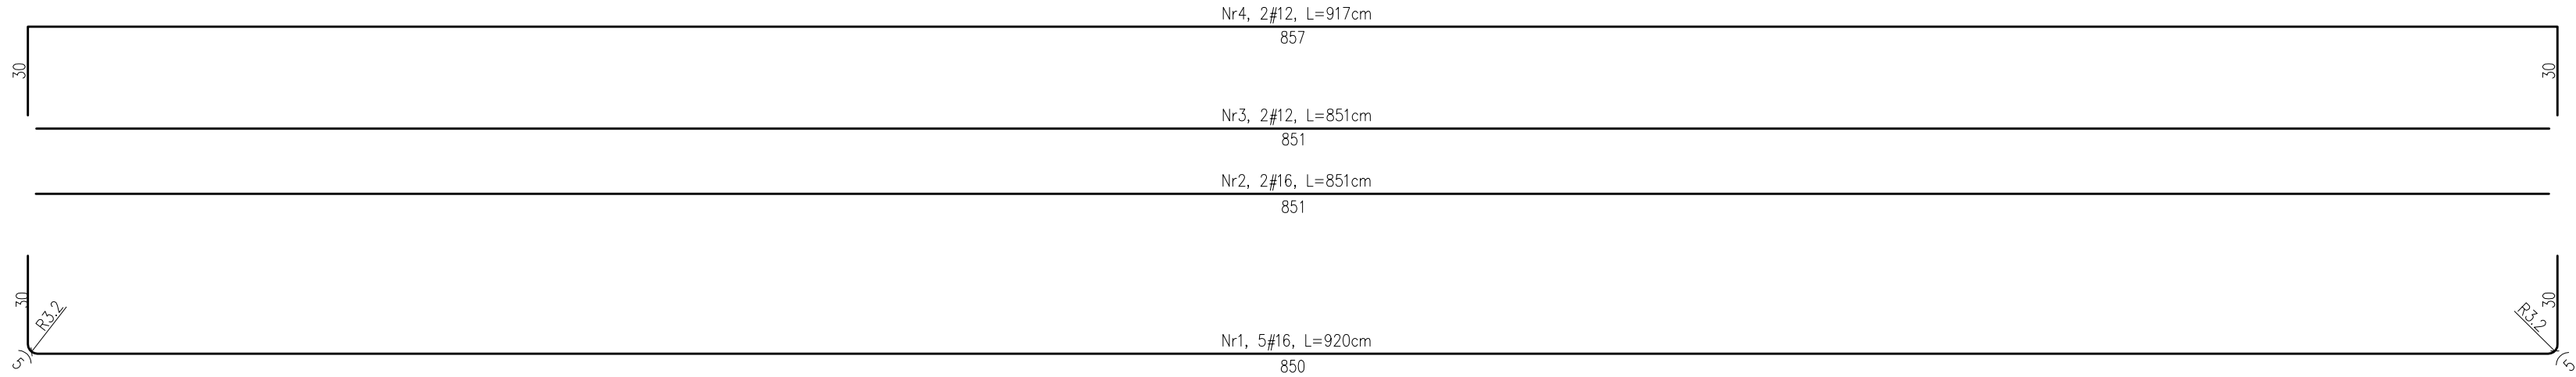 Nr4, 2#12, L=917cm
857
30
30
Nr3, 2#12, L=851cm
851
Nr2, 2#16, L=851cm
851
30
R3.2
R3.2
30
Nr1, 5#16, L=920cm
850
5
5